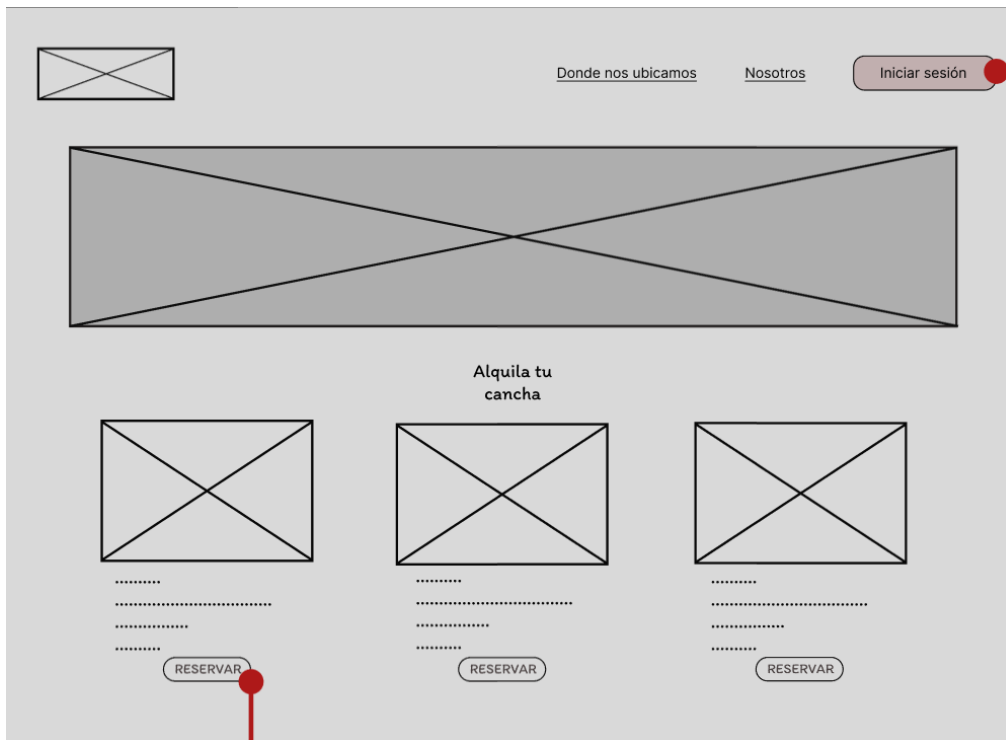 Donde nos ubicamos
Nosotros
Iniciar sesión
Alquila tu
cancha
RESERVAR
RESERVAR
RESERVAR